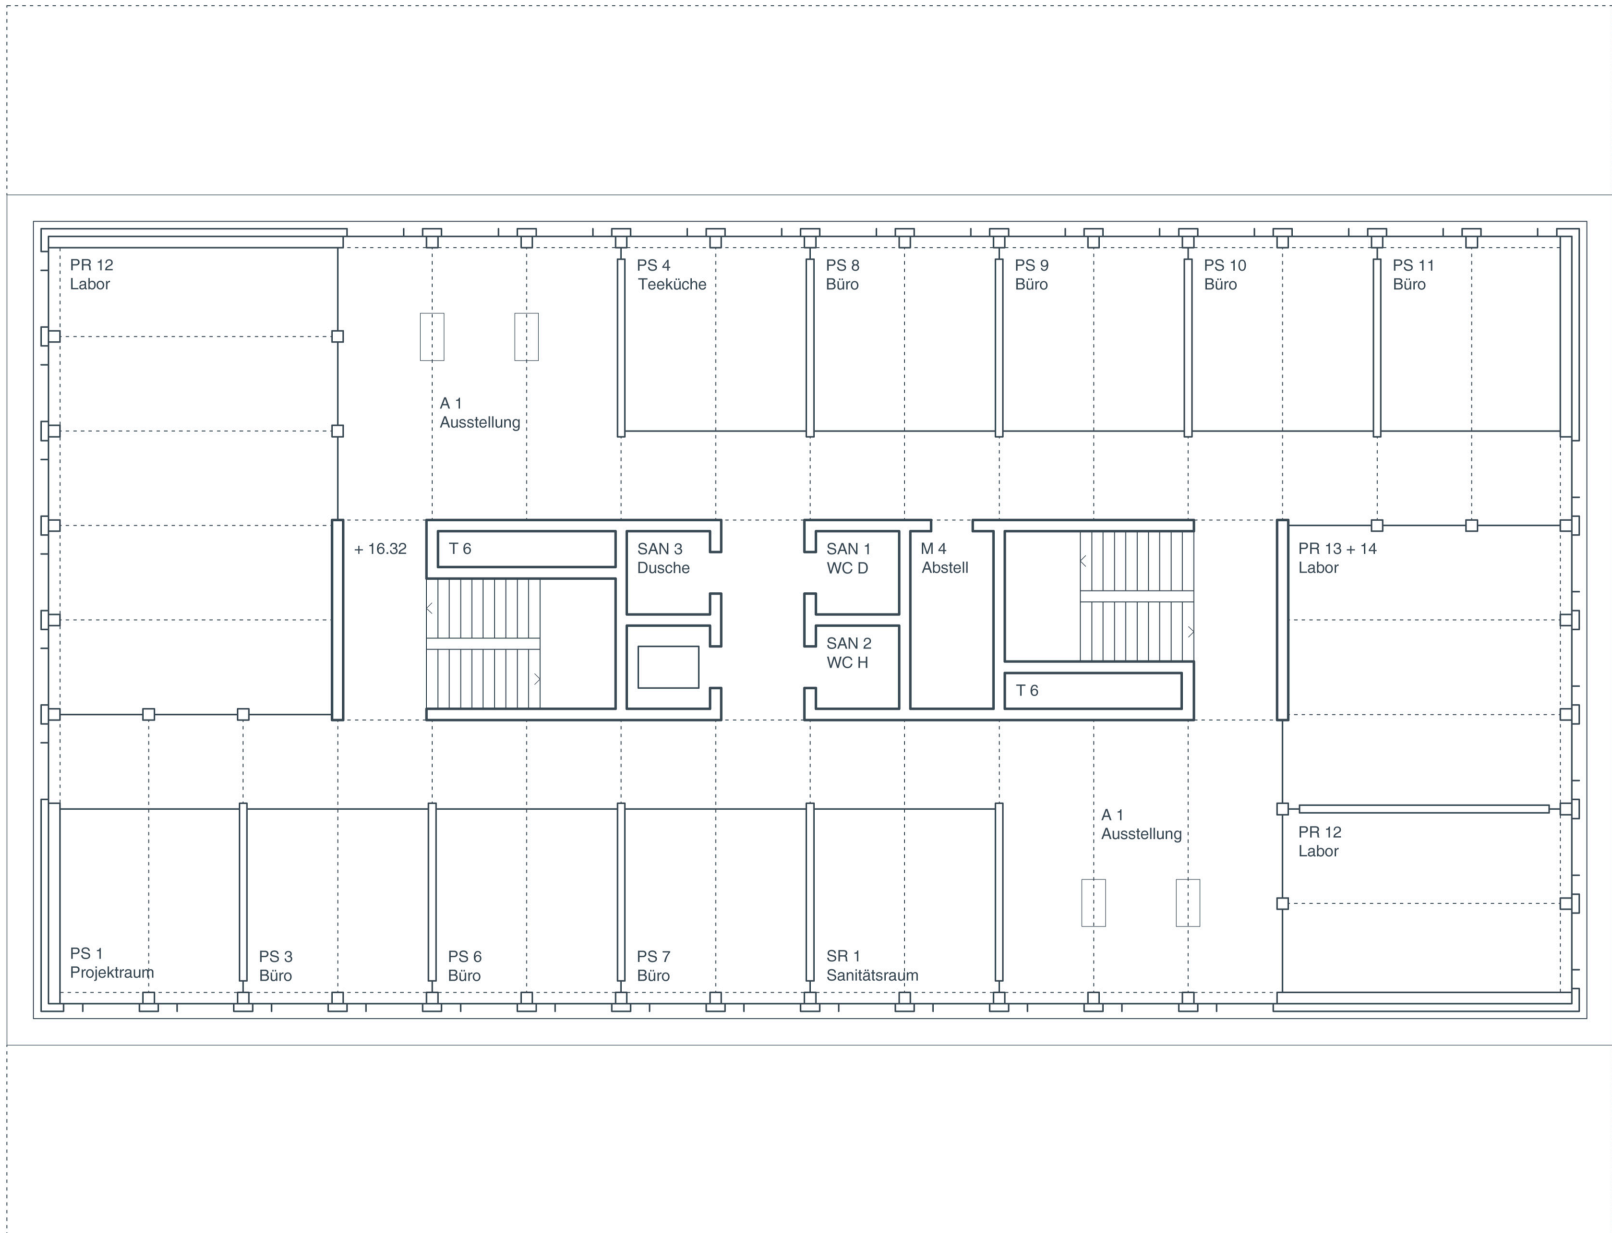 PR 12
Labor
PS 4
Teeküche
PS 8
Büro
PS 9
Büro
PS 10
Büro
PS 11
Büro
A 1
Ausstellung
+ 16.32
T 6
SAN 3
Dusche
SAN 1
WC D
M 4
Abstell
PR 13 + 14
Labor
SAN 2
WC H
T 6
A 1
Ausstellung
PR 12
Labor
PS 1
Projektraum
PS 3
Büro
PS 6
Büro
PS 7
Büro
SR 1
Sanitätsraum